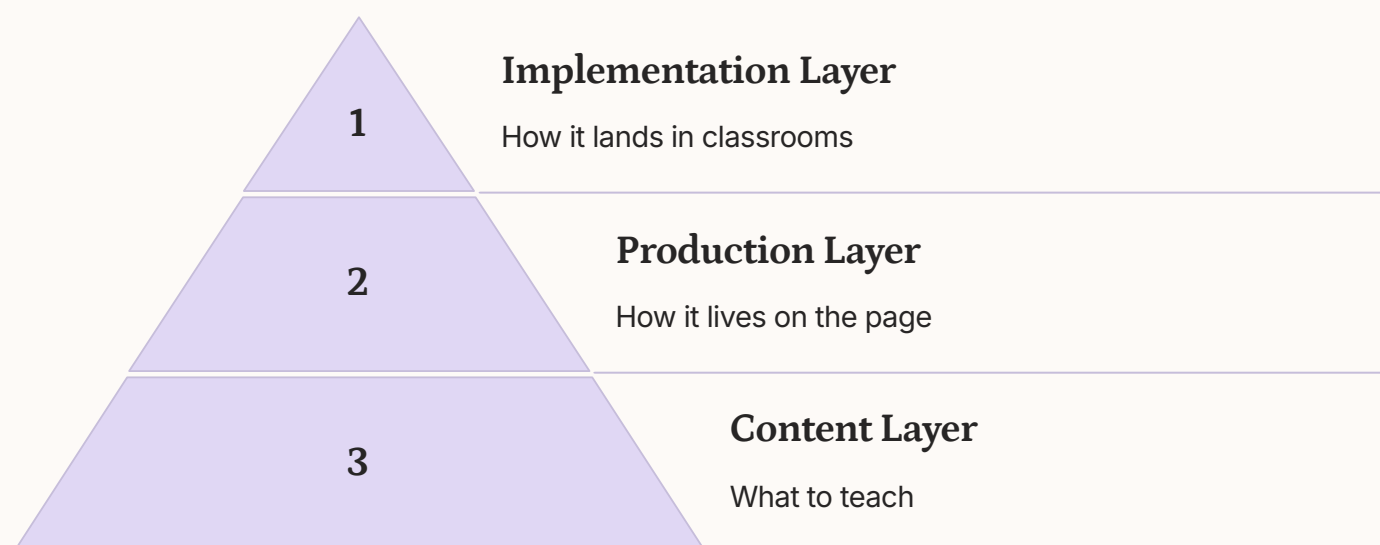 1
Implementation Layer
How it lands in classrooms
2
Production Layer
How it lives on the page
3
Content Layer
What to teach